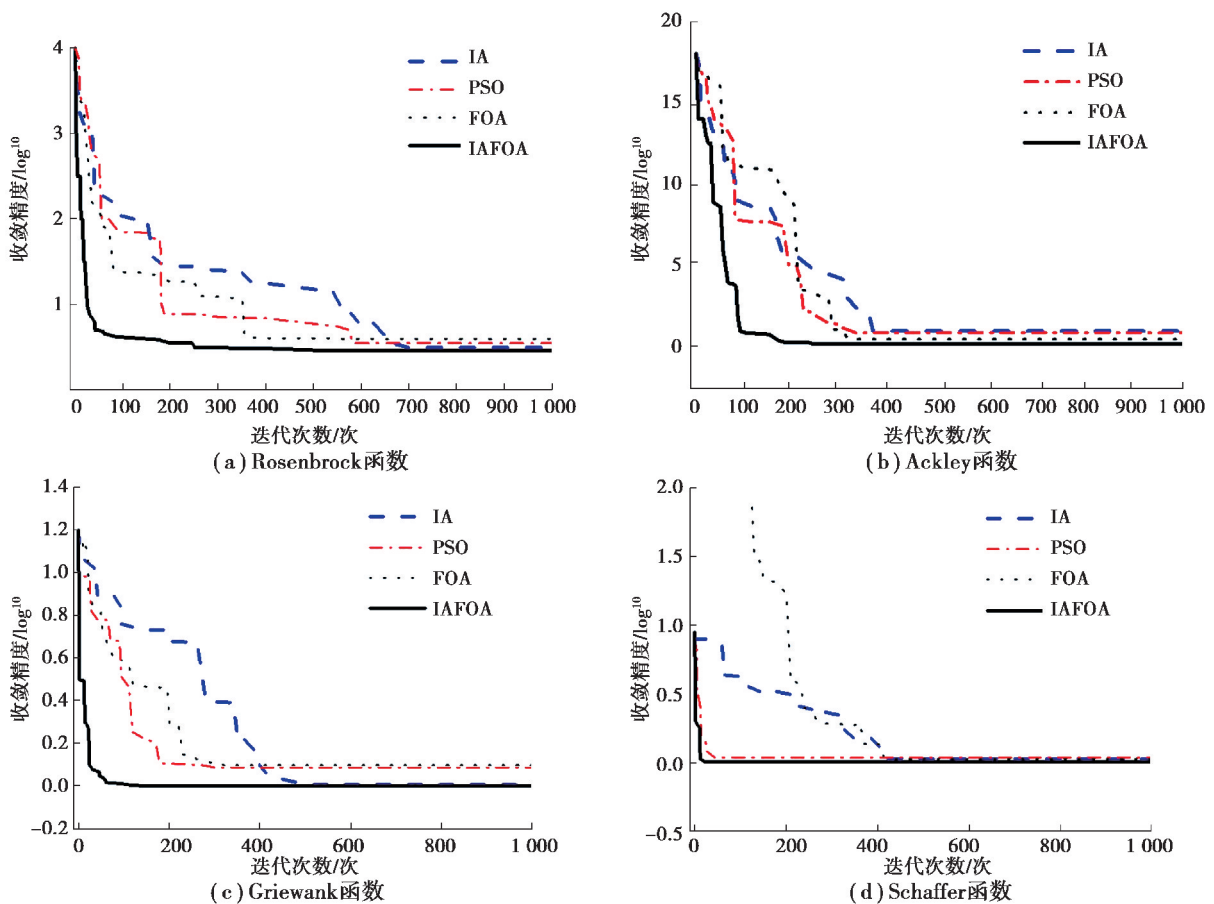 4
3
2
1
收敛精度/log10
IA
PSO
FOA
IAFOA
0 100 200 300 400 500 600 700 800 900 1 000
迭代次数/次
(a)Rosenbrock函数
20
15
10
5
0
收敛精度/log10
IA
PSO
FOA
IAFOA
0 100 200 300 400 600 700 800 900 1 000
迭代次数/次
(b)Ackley函数
1.4
1.2
1.0
0.8
0.6
0.4
0.2
0.0
-0.2
收敛精度/log10
IA
PSO
FOA
IAFOA
0 200 400 600 800 1 000
迭代次数/次
(c)Griewank函数
2.0
1.5
1.0
0.5
0.0
-0.5
收敛精度/log10
IA
PSO
FOA
IAFOA
0 200 400 600 800 1 000
迭代次数/次
(d)Schaffer函数